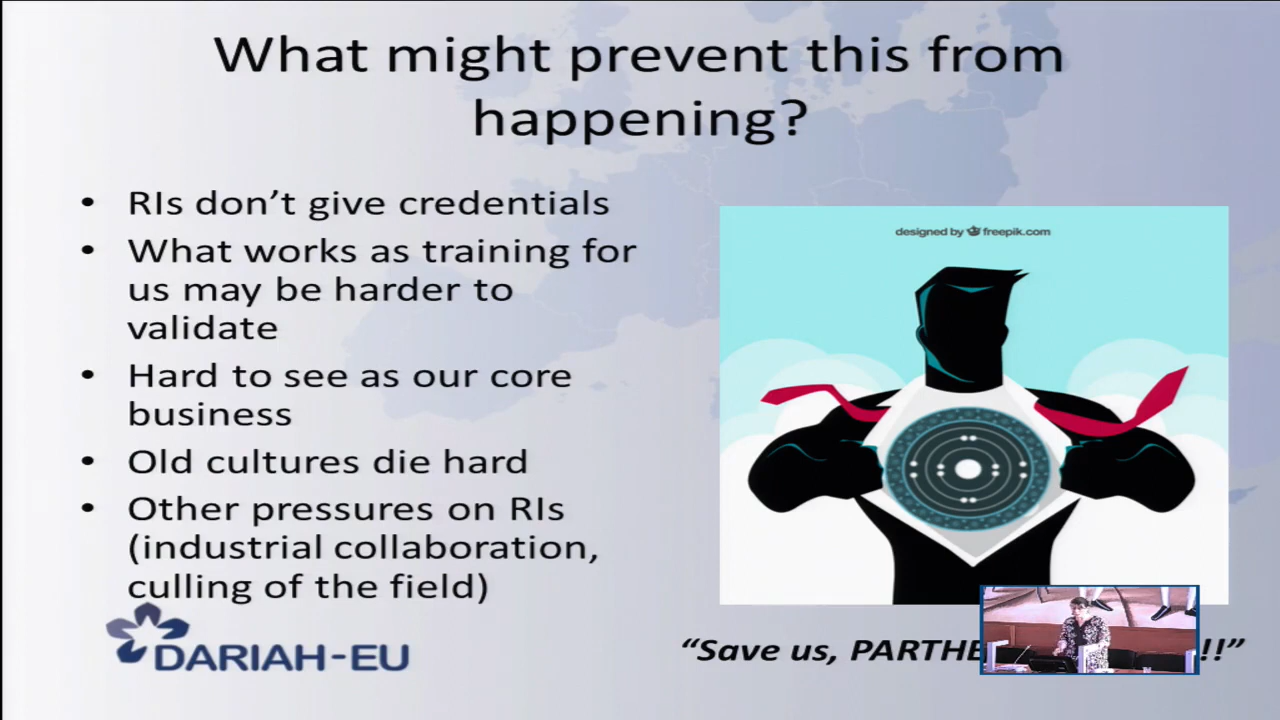 What might prevent this from
happening?
• RIs don’t give credentials
• What works as training for
us may be harder to
validate
• Hard to see as our core
business
• Old cultures die hard
• Other pressures on RIs
(industrial collaboration,
culling of the field)
designed by freepik.com
DARIAH-EU
“Save us, !!”